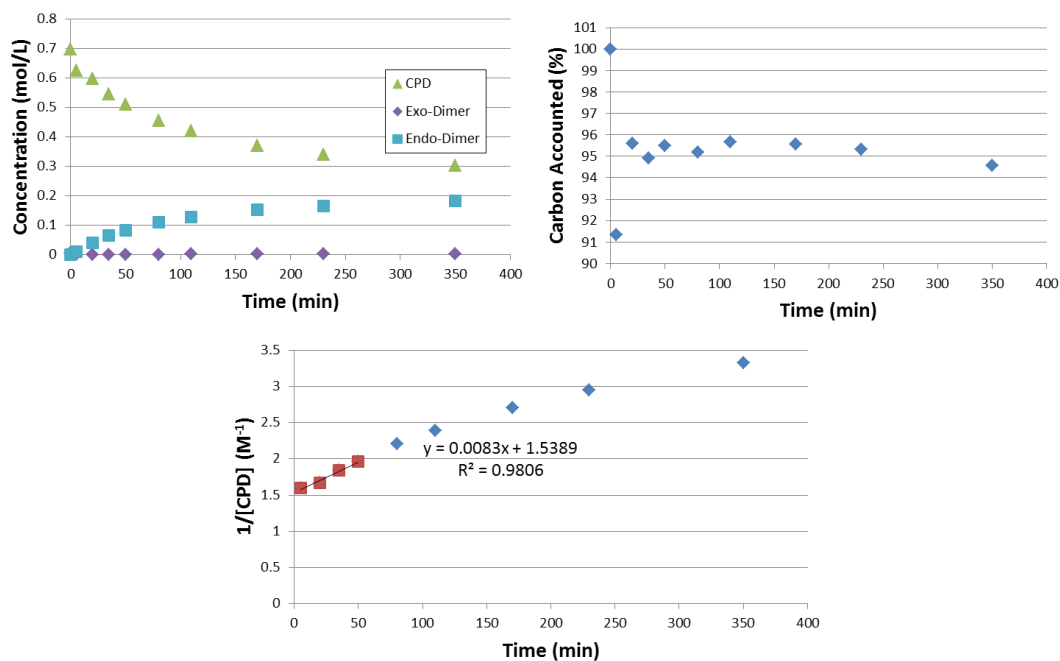 Concentration (mol/L)
0.8
0.7
0.6
0.5
0.4
0.3
0.2
0.1
0
0 50 100 150 200 250 300 350 400
Time (min)
CPD
Exo-Dimer
Endo-Dimer
Carbon Accounted (%)
101
100
99
98
97
96
95
94
93
92
91
90
0 50 100 150 200 250 300 350 400
Time (min)
1/[CPD] (M⁻¹)
3.5
3
2.5
2
1.5
1
0.5
0
y = 0.0083x + 1.5389
R² = 0.9806
0 50 100 150 200 250 300 350 400
Time (min)